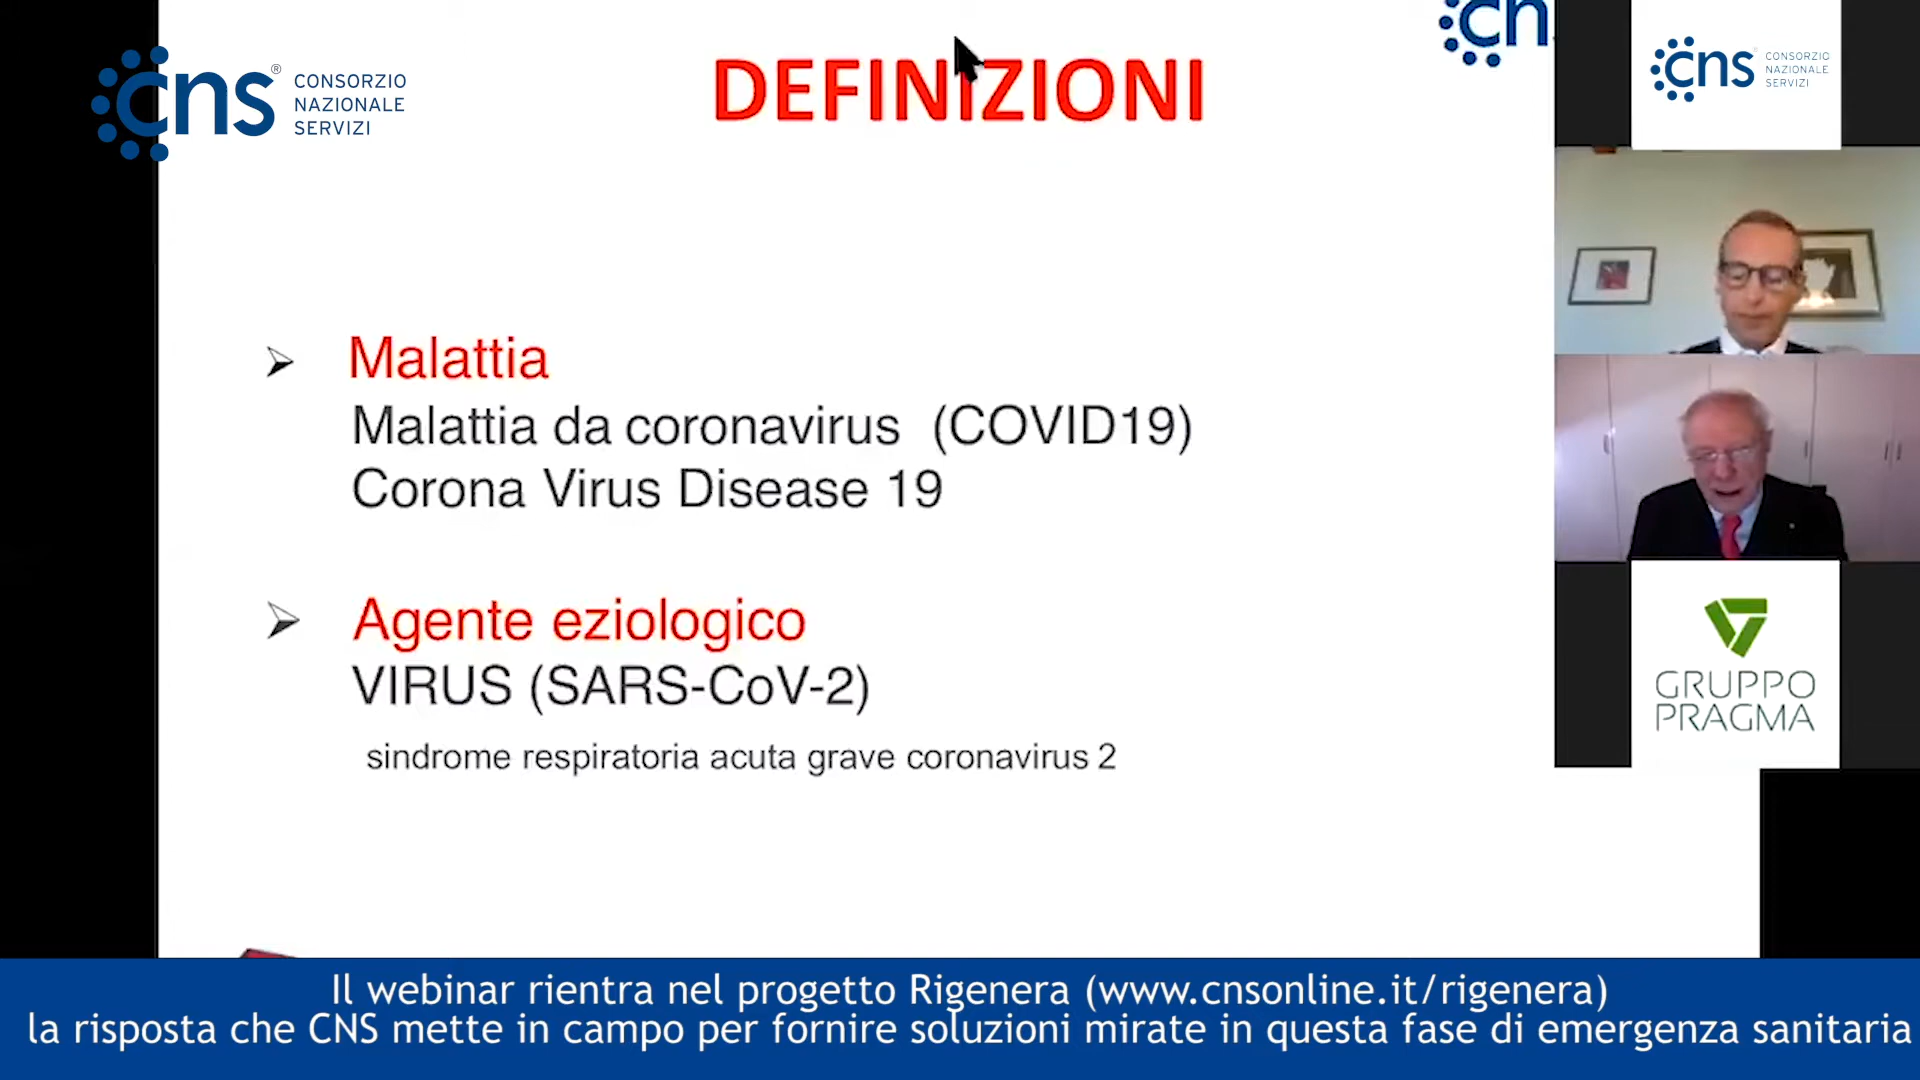 cns® CONSORZIO
NAZIONALE
SERVIZI
DEFINIZIONI
cn
cns CONSORZIO
NAZIONALE
SERVIZI
Malattia
Malattia da coronavirus (COVID19)
Corona Virus Disease 19
Agente eziologico
VIRUS (SARS-CoV-2)
sindrome respiratoria acuta grave coronavirus 2
GRUPPO
PRAGMA
Il webinar rientra nel progetto Rigenera (www.cnsonline.it/rigenera)
la risposta che CNS mette in campo per fornire soluzioni mirate in questa fase di emergenza sanitaria